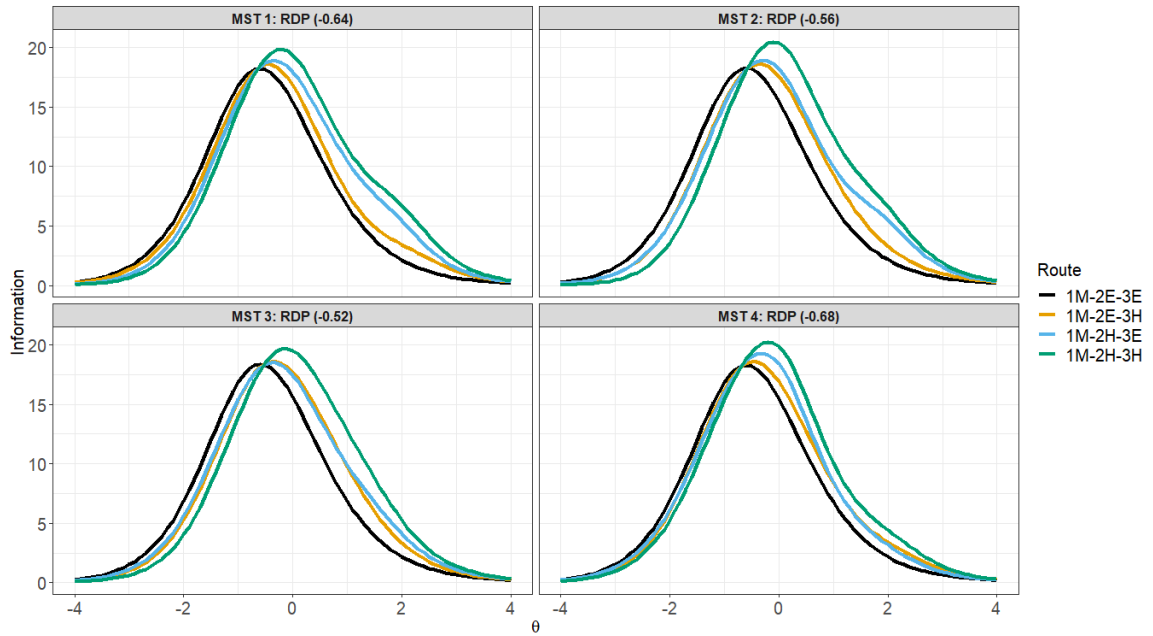 MST 1: RDP (-0.64)
MST 2: RDP (-0.56)
20
15
10
5
0
MST 3: RDP (-0.52)
MST 4: RDP (-0.68)
20
15
10
5
0
-4 -2 0 2 4
-4 -2 0 2 4
Information
θ
Route
1M-2E-3E
1M-2E-3H
1M-2H-3E
1M-2H-3H